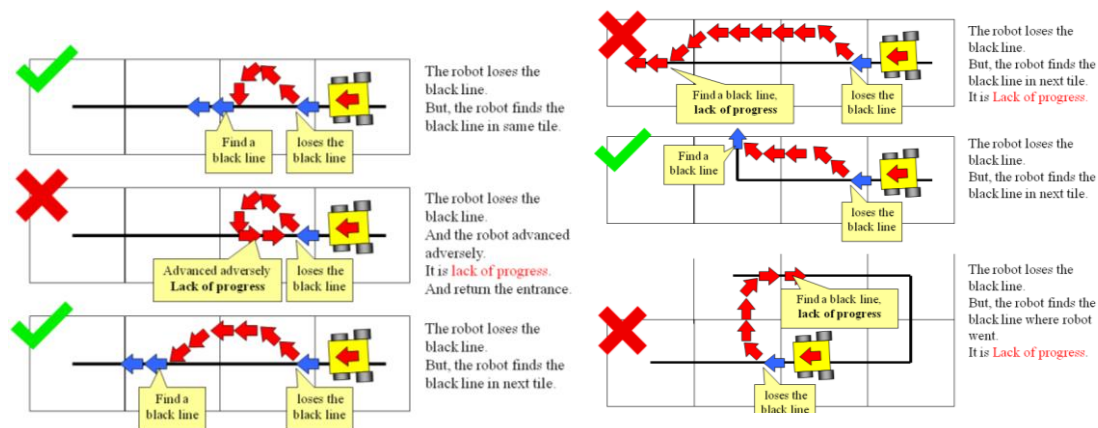 The robot loses the
black line.
But, the robot finds the
black line in same tile.
Find a
black line
loses the
black line
The robot loses the
black line.
And the robot advanced
adversely.
It is lack of progress.
And return the entrance.
Advanced adversely
Lack of progress
loses the
black line
The robot loses the
black line.
But, the robot finds the
black line in next tile.
Find a
black line
loses the
black line
The robot loses the
black line.
But, the robot finds the
black line in next tile.
It is Lack of progress.
Find a black line,
lack of progress
loses the
black line
The robot loses the
black line.
But, the robot finds the
black line in next tile.
Find a
black line
loses the
black line
The robot loses the
black line.
But, the robot finds the
black line where robot
went.
It is Lack of progress.
Find a black line,
lack of progress
loses the
black line